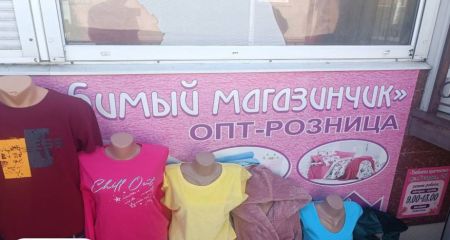 бимый магазинчик»
ОПТ-РОЗНИЦА
Chill Out
9.00-18.00